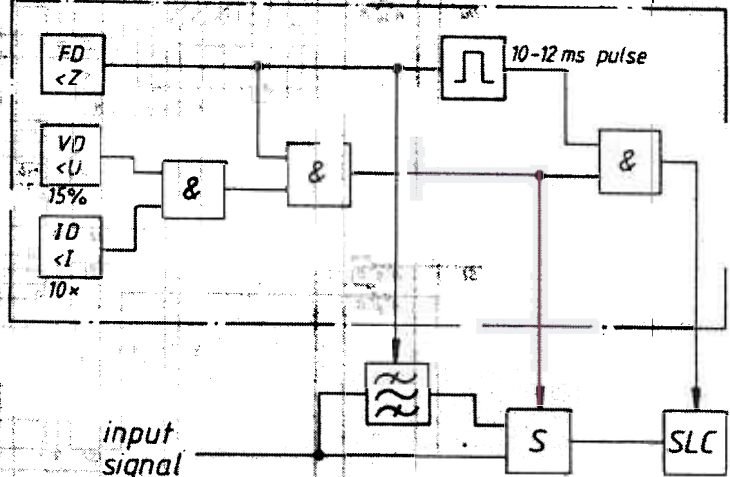 FD
<Z
10-12 ms pulse
VD
<U
15%
&
&
&
ID
<I
10×
input
signal
S
SLC